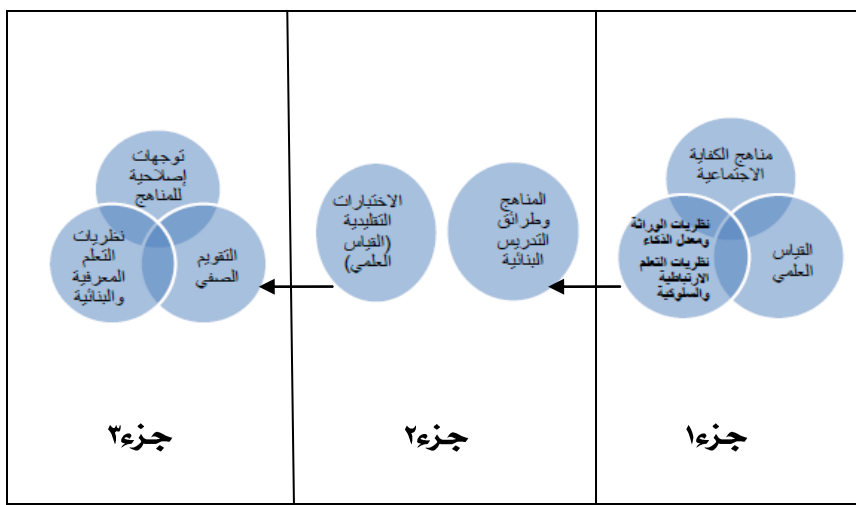 مناهج الكفاية
الاجتماعية
نظريات الوراثة
ومعدل الذكاء
نظريات التعلم
الارتباطية
والسلوكية
القياس
العلمي
جزء١
المناهج
وطرائق
التدريس
البنائية
الاختبارات
التقليدية
(القياس
العلمي)
جزء٢
توجهات
إصلاحية
للمناهج
التقويم
الصفي
نظريات
التعلم
المعرفية
والبنائية
جزء٣